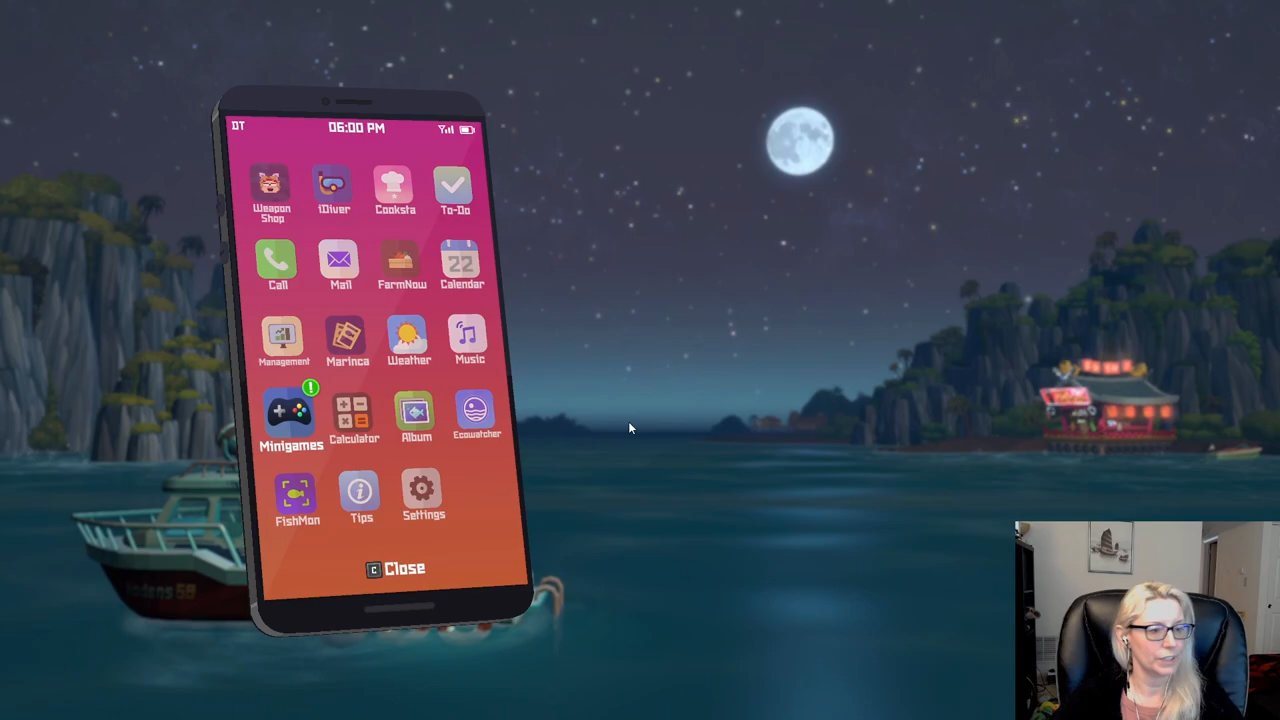 DT 06:00 PM
Weapon Shop iDiver Cooksta To-Do
Call Mail FarmNow 22 Calendar
Management Marinca Weather Music
! Minigames Calculator Album Ecowatcher
FishMon Tips Settings
C Close